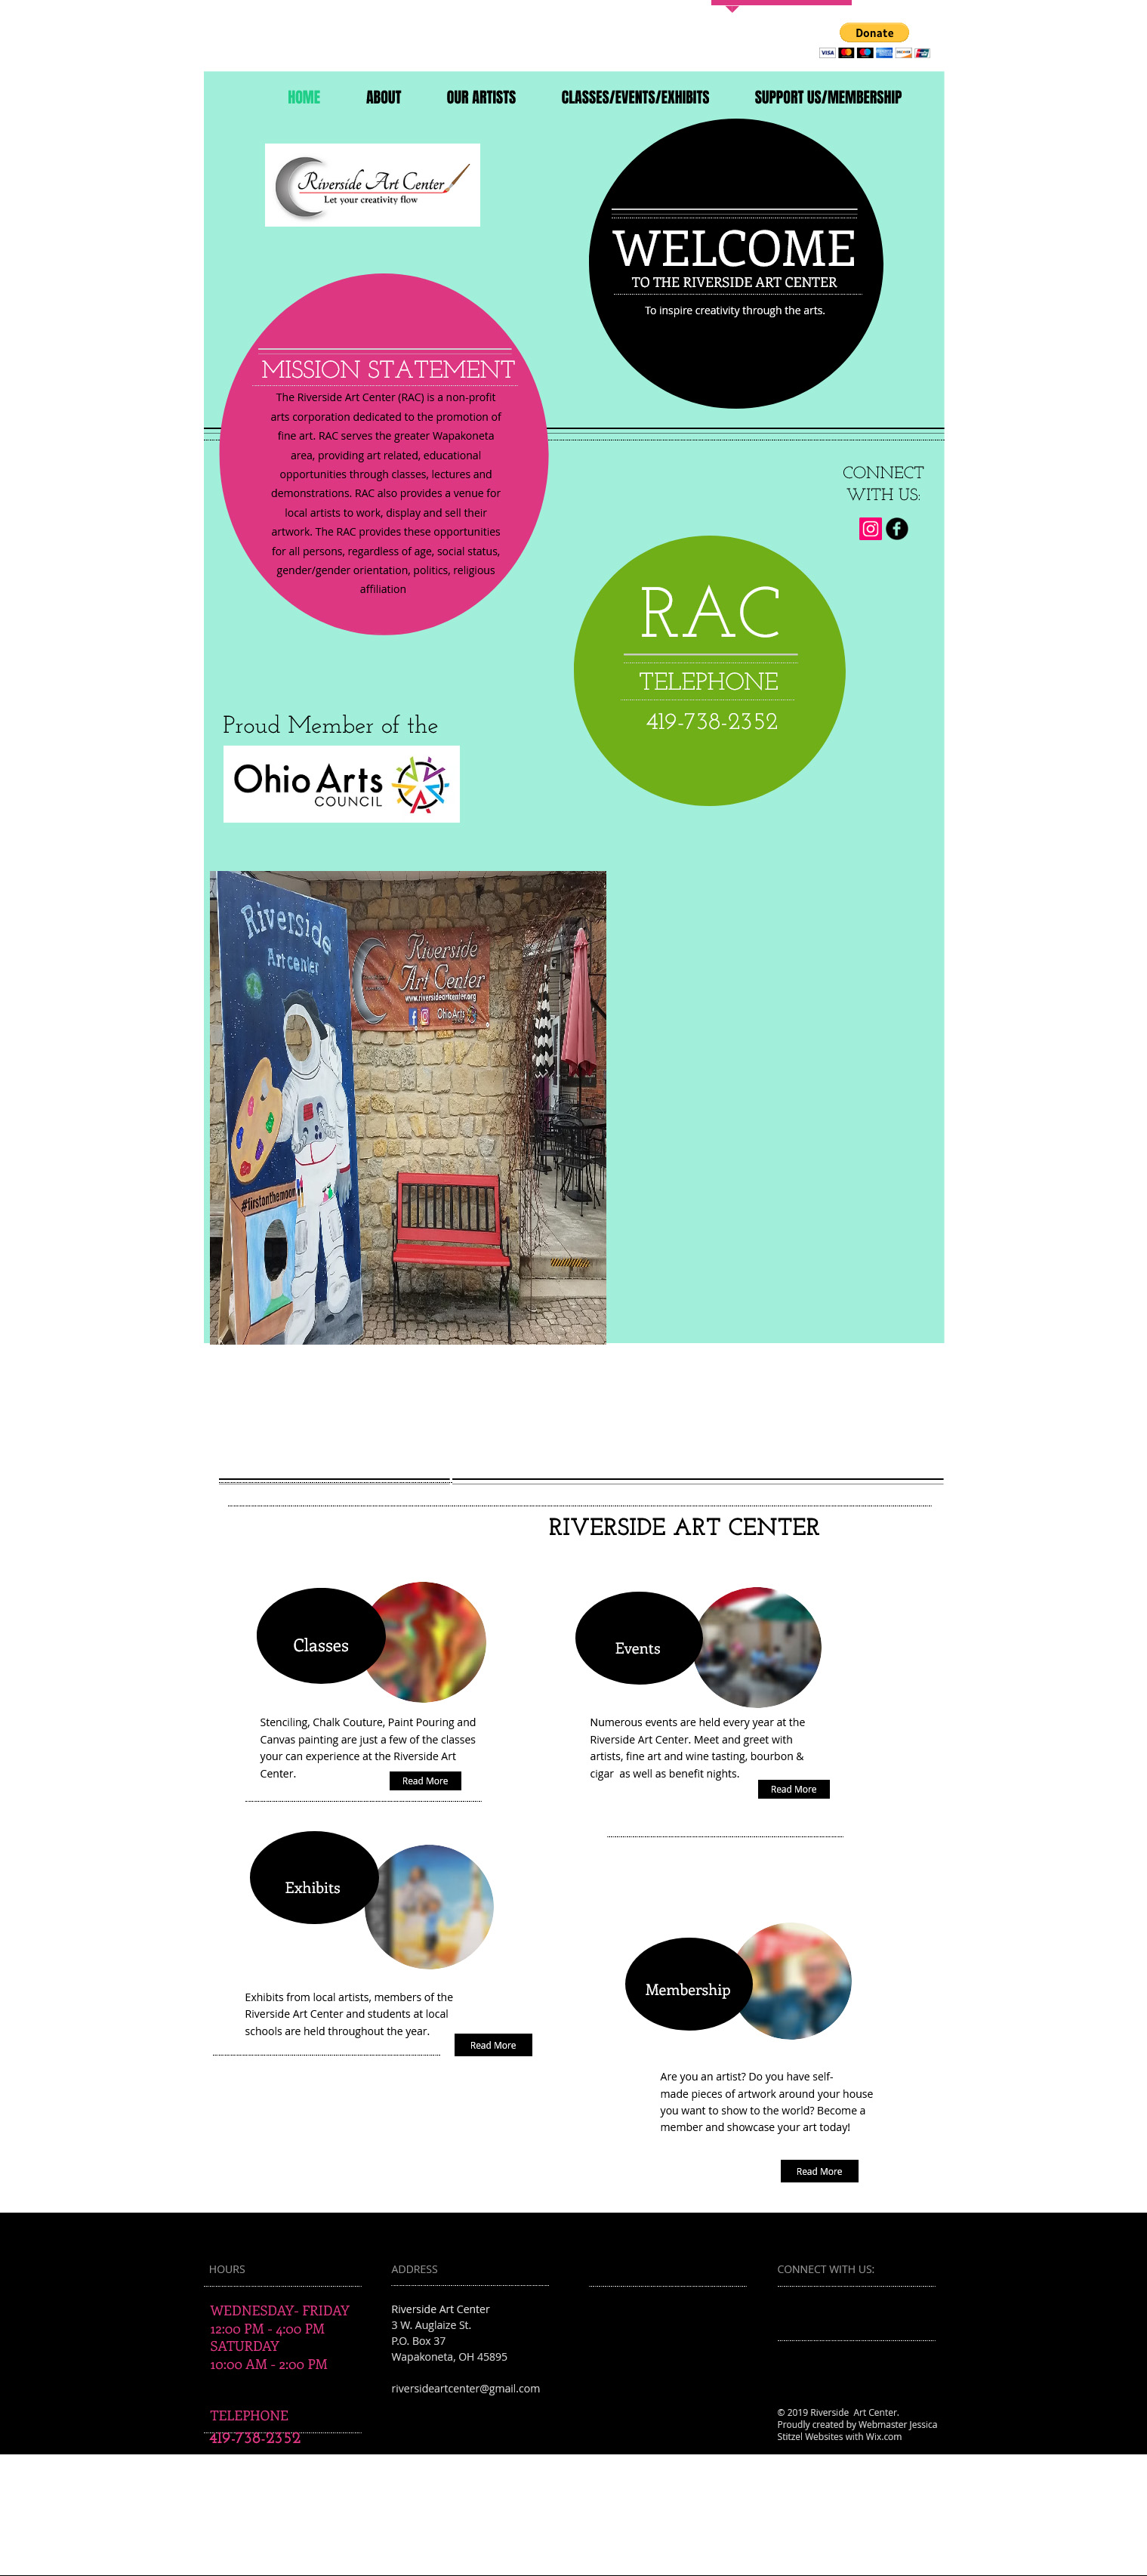 Donate
HOME ABOUT OUR ARTISTS CLASSES/EVENTS/EXHIBITS SUPPORT US/MEMBERSHIP
Riverside Art Center
Let your creativity flow
WELCOME
TO THE RIVERSIDE ART CENTER
To inspire creativity through the arts.
MISSION STATEMENT
The Riverside Art Center (RAC) is a non-profit
arts corporation dedicated to the promotion of
fine art. RAC serves the greater Wapakoneta
area, providing art related, educational
opportunities through classes, lectures and
demonstrations. RAC also provides a venue for
local artists to work, display and sell their
artwork. The RAC provides these opportunities
for all persons, regardless of age, social status,
gender/gender orientation, politics, religious
affiliation
CONNECT
WITH US:
RAC
TELEPHONE
419-738-2352
Proud Member of the
Ohio Arts
COUNCIL
Riverside
Art center
Riverside
Art Center
www.riversideartcenter.org
Ohio Arts
#firstonthemoon
RIVERSIDE ART CENTER
Classes
Stenciling, Chalk Couture, Paint Pouring and
Canvas painting are just a few of the classes
your can experience at the Riverside Art
Center.
Read More
Events
Numerous events are held every year at the
Riverside Art Center. Meet and greet with
artists, fine art and wine tasting, bourbon &
cigar as well as benefit nights.
Read More
Exhibits
Exhibits from local artists, members of the
Riverside Art Center and students at local
schools are held throughout the year.
Read More
Membership
Are you an artist? Do you have self-
made pieces of artwork around your house
you want to show to the world? Become a
member and showcase your art today!
Read More
HOURS
WEDNESDAY- FRIDAY
12:00 PM - 4:00 PM
SATURDAY
10:00 AM - 2:00 PM
TELEPHONE
419-738-2352
ADDRESS
Riverside Art Center
3 W. Auglaize St.
P.O. Box 37
Wapakoneta, OH 45895
riversideartcenter@gmail.com
CONNECT WITH US:
© 2019 Riverside Art Center.
Proudly created by Webmaster Jessica
Stitzel Websites with Wix.com